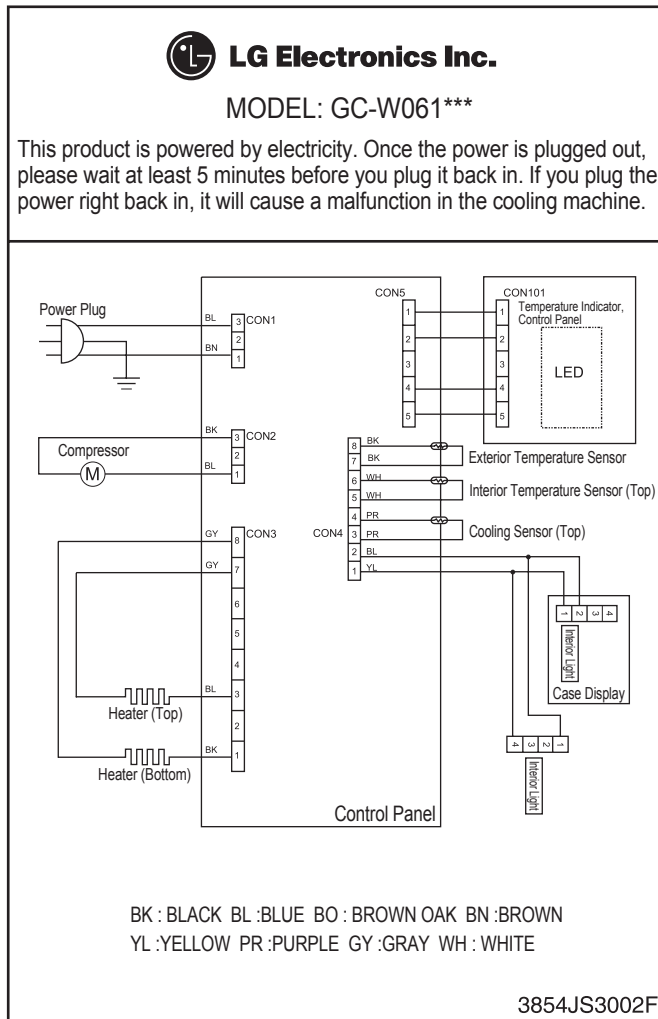 LG Electronics Inc.
MODEL: GC-W061***
This product is powered by electricity. Once the power is plugged out,
please wait at least 5 minutes before you plug it back in. If you plug the
power right back in, it will cause a malfunction in the cooling machine.
Power Plug
BL
3
CON1
2
BN
1
BK
3
CON2
Compressor
2
M
BL
1
GY
8
CON3
GY
7
6
5
4
BL
3
Heater (Top)
2
BK
1
Heater (Bottom)
CON5
1
2
3
4
5
CON101
1
Temperature Indicator,
Control Panel
2
3
4
5
LED
8
BK
7
BK
Exterior Temperature Sensor
6
WH
5
WH
Interior Temperature Sensor (Top)
CON4
4
PR
3
PR
Cooling Sensor (Top)
2
BL
1
YL
1 2 3 4
Interior Light
Case Display
4 3 2 1
Interior Light
Control Panel
BK : BLACK BL :BLUE BO : BROWN OAK BN :BROWN
YL :YELLOW PR :PURPLE GY :GRAY WH : WHITE
3854JS3002F